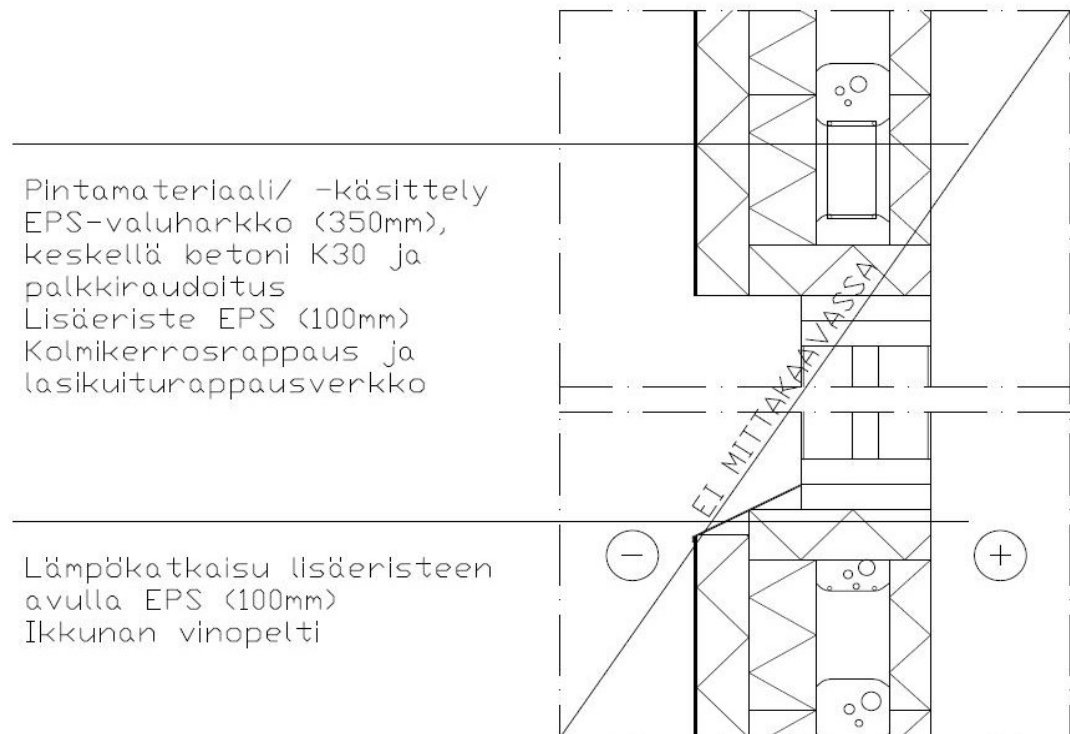 Pintamateriaali/ -käsittely
EPS-valuharkko (350mm),
keskellä betoni K30 ja
palkkiraudoitus
Lisäeriste EPS (100mm)
Kolmikerrosrappaus ja
lasikuiturappausverkko
EI MITTAKAAVASSA
Lämpökatkaisu lisäeristeen
avulla EPS (100mm)
Ikkunan vinopelti
- +